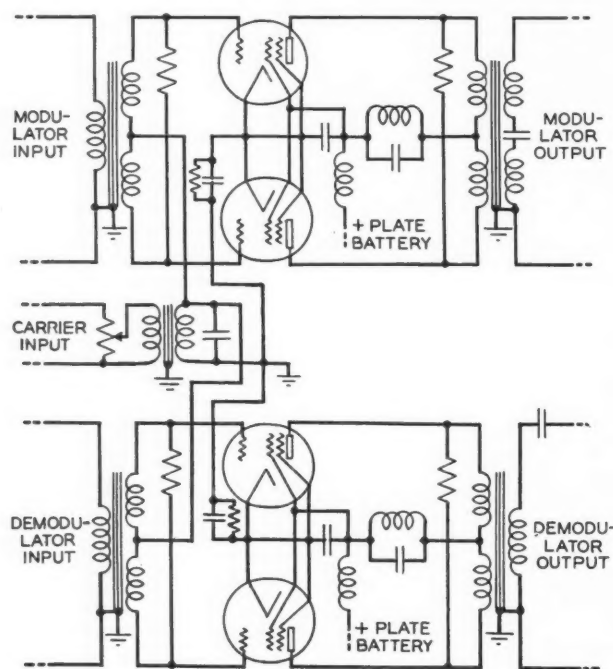 MODU-
LATOR
INPUT
MODU-
LATOR
OUTPUT
+ PLATE
BATTERY
CARRIER
INPUT
DEMODU-
LATOR
INPUT
DEMODU-
LATOR
OUTPUT
+ PLATE
BATTERY